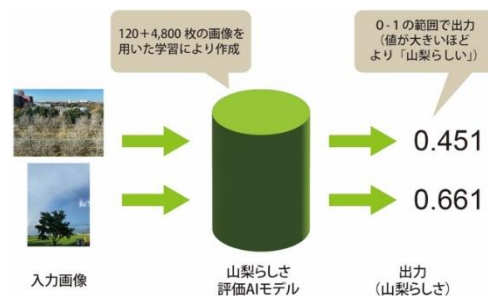 120＋4,800 枚の画像を
用いた学習により作成
0 - 1 の範囲で出力
（値が大きいほど
より「山梨らしい」）
0.451
0.661
入力画像
山梨らしさ
評価AIモデル
出力
（山梨らしさ）